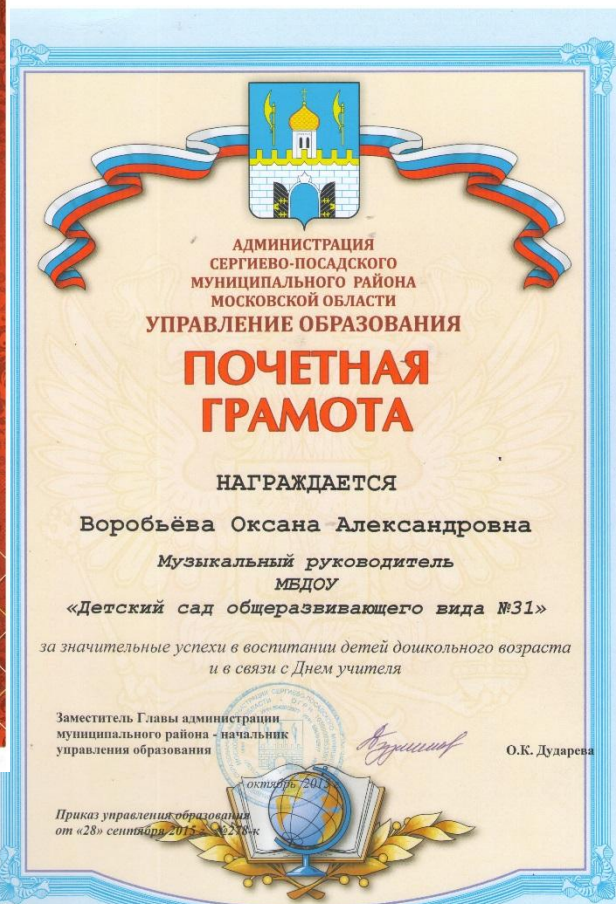 АДМИНИСТРАЦИЯ
СЕРГИЕВО-ПОСАДСКОГО
МУНИЦИПАЛЬНОГО РАЙОНА
МОСКОВСКОЙ ОБЛАСТИ
УПРАВЛЕНИЕ ОБРАЗОВАНИЯ
ПОЧЕТНАЯ
ГРАМОТА
НАГРАЖДАЕТСЯ
Воробьёва Оксана Александровна
Музыкальный руководитель
МБДОУ
«Детский сад общеразвивающего вида №31»
за значительные успехи в воспитании детей дошкольного возраста
и в связи с Днем учителя
Заместитель Главы администрации
муниципального района - начальник
управления образования
О.К. Дударева
октябрь 2015
Приказ управления образования
от «28» сентября 2015 №278-к